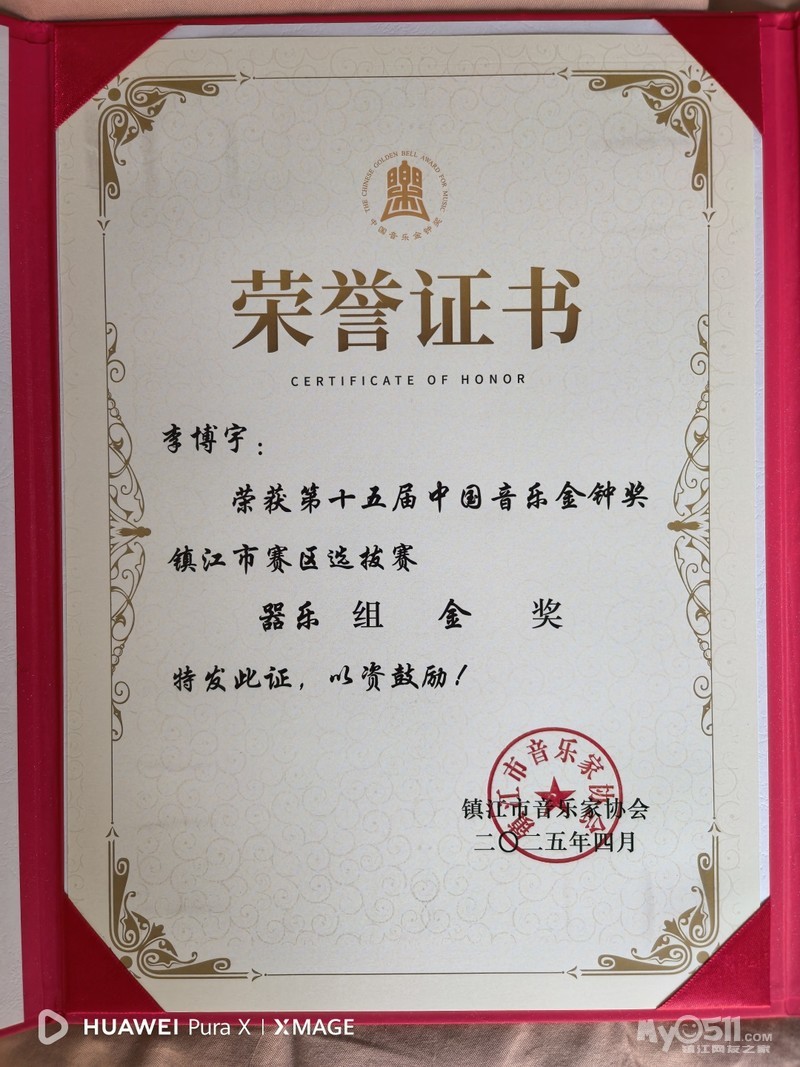 THE CHINESE GOLDEN BELL AWARD FOR MUSIC
中国音乐金钟奖
荣誉证书
CERTIFICATE OF HONOR
李博宇：
荣获第十五届中国音乐金钟奖
镇江市赛区选拔赛
器乐 组 金 奖
特发此证，以资鼓励！
镇江市音乐家协会
镇江市音乐家协会
二〇二五年四月
HUAWEI Pura X | XMAGE
My0511.COM
镇江网友之家